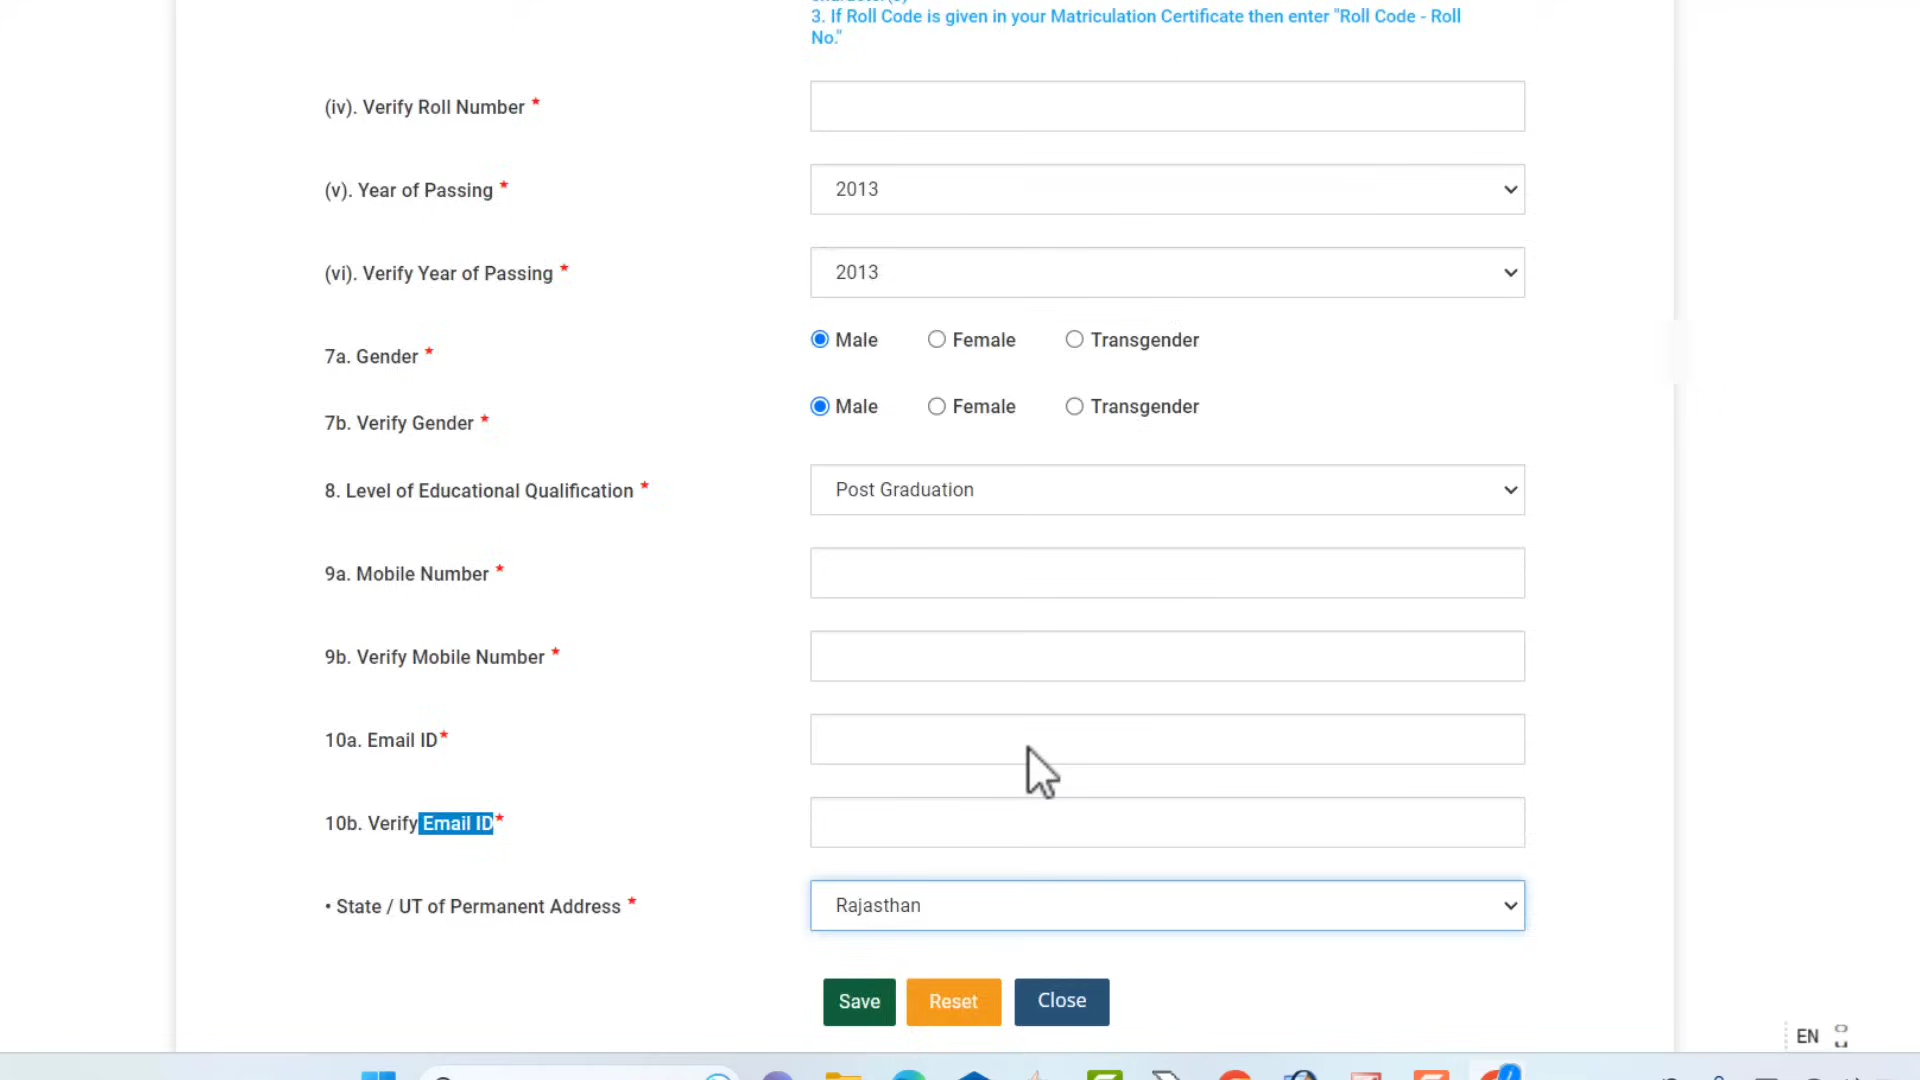 3. If Roll Code is given in your Matriculation Certificate then enter "Roll Code - Roll
No."
(iv). Verify Roll Number *
(v). Year of Passing *
2013
(vi). Verify Year of Passing *
2013
7a. Gender *
Male Female Transgender
7b. Verify Gender *
Male Female Transgender
8. Level of Educational Qualification *
Post Graduation
9a. Mobile Number *
9b. Verify Mobile Number *
10a. Email ID*
10b. Verify Email ID*
• State / UT of Permanent Address *
Rajasthan
Save Reset Close
EN